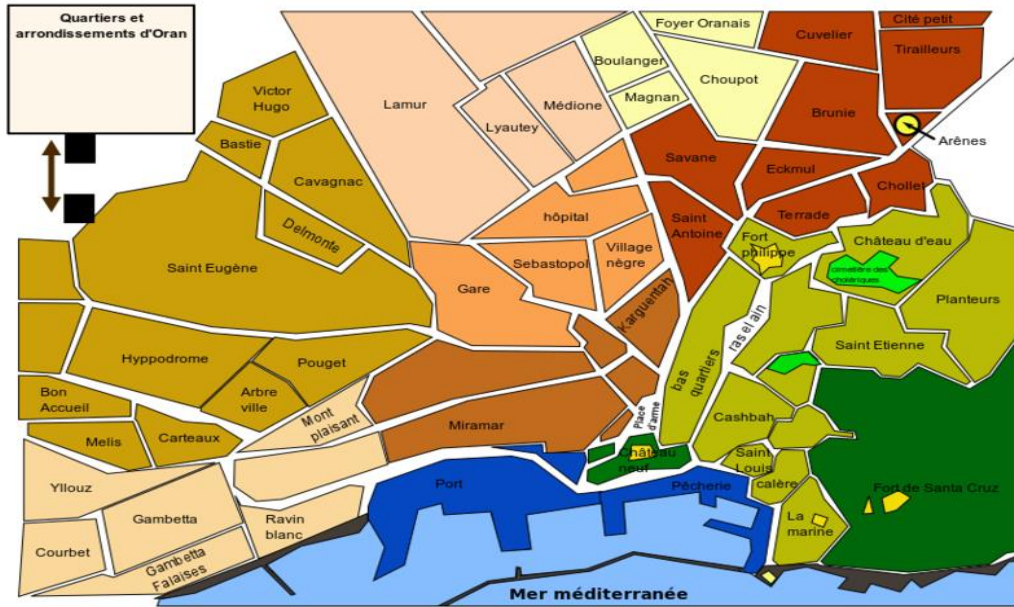 Quartiers et
arrondissements d'Oran
Foyer Oranais
Cité petit
Cuvelier
Tirailleurs
Boulanger
Choupot
Victor
Hugo
Lamur
Médione
Magnan
Brunie
Lyautey
Bastie
Arênes
Savane
Eckmul
Cavagnac
Chollet
hôpital
Saint
Antoine
Terrade
Delmonte
Fort
philippe
Château d'eau
Village
nègre
Sebastopol
Saint Eugène
cimetière des
cholériques
Gare
Karguentah
Planteurs
ras el ain
Saint Etienne
Hyppodrome
Pouget
bas
quartiers
Bon
Accueil
Arbre
ville
Mont
plaisant
Place
d'arme
Cashbah
Melis
Carteaux
Miramar
Château
neuf
Saint
Louis
Yllouz
Port
Pêcherie
calère
Fort de Santa Cruz
Gambetta
Ravin
blanc
La
marine
Courbet
Gambetta
Falaises
Mer méditerranée